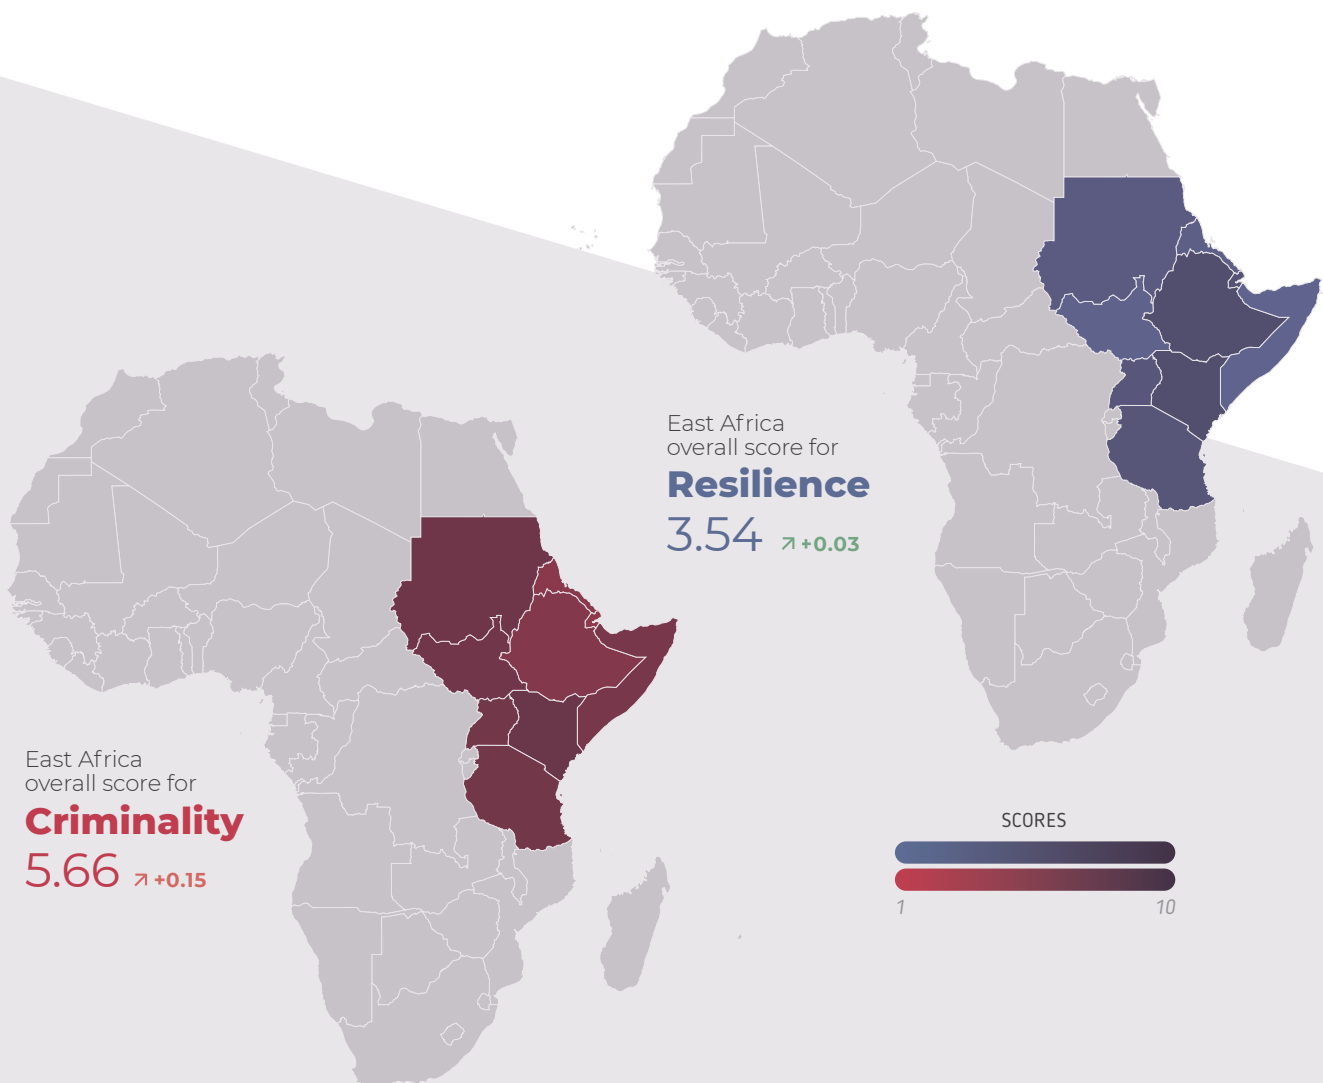 East Africa
overall score for
Resilience
3.54 ↗+0.03
East Africa
overall score for
Criminality
5.66 ↗+0.15
SCORES
1 10